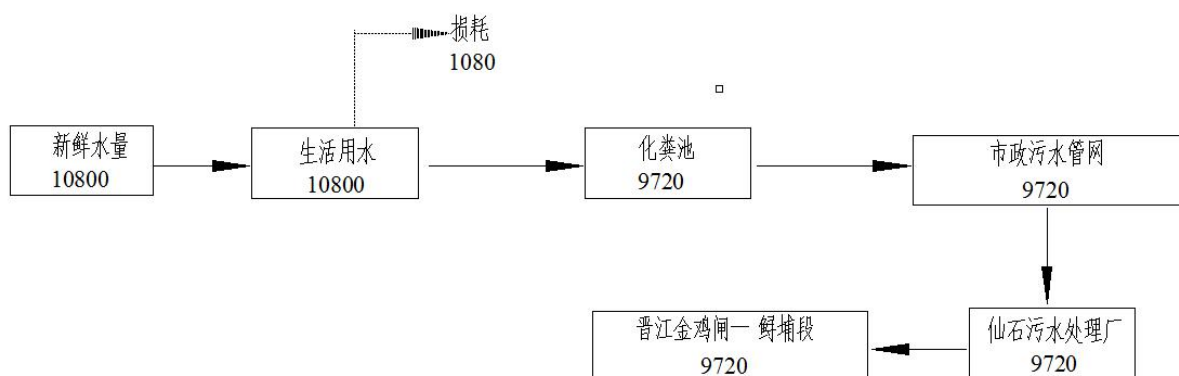 损耗
1080
新鲜水量
10800
生活用水
10800
化粪池
9720
市政污水管网
9720
仙石污水处理厂
9720
晋江金鸡闸一 鲟埔段
9720